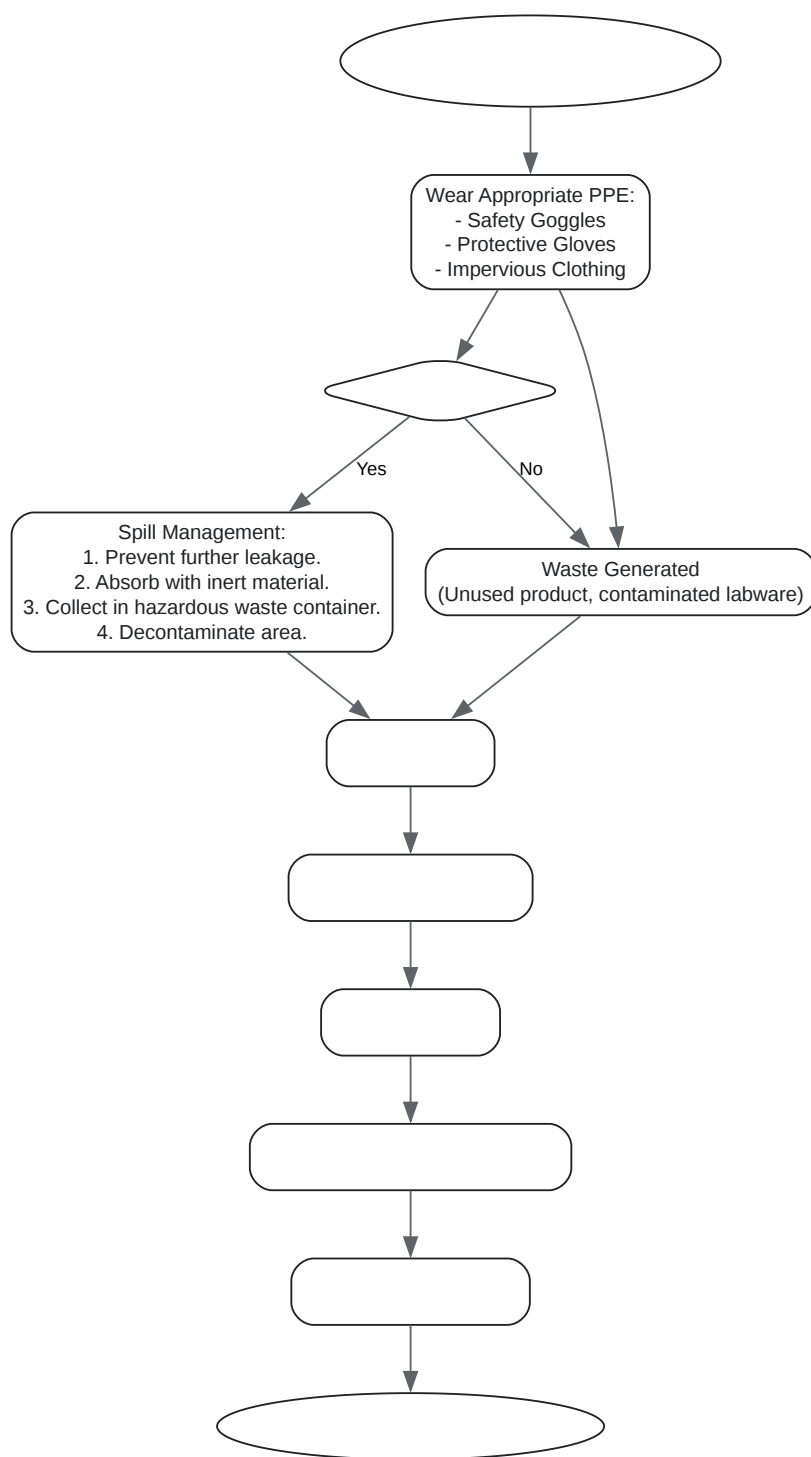 Wear Appropriate PPE:
- Safety Goggles
- Protective Gloves
- Impervious Clothing
Yes
No
Spill Management:
1. Prevent further leakage.
2. Absorb with inert material.
3. Collect in hazardous waste container.
4. Decontaminate area.
Waste Generated
(Unused product, contaminated labware)